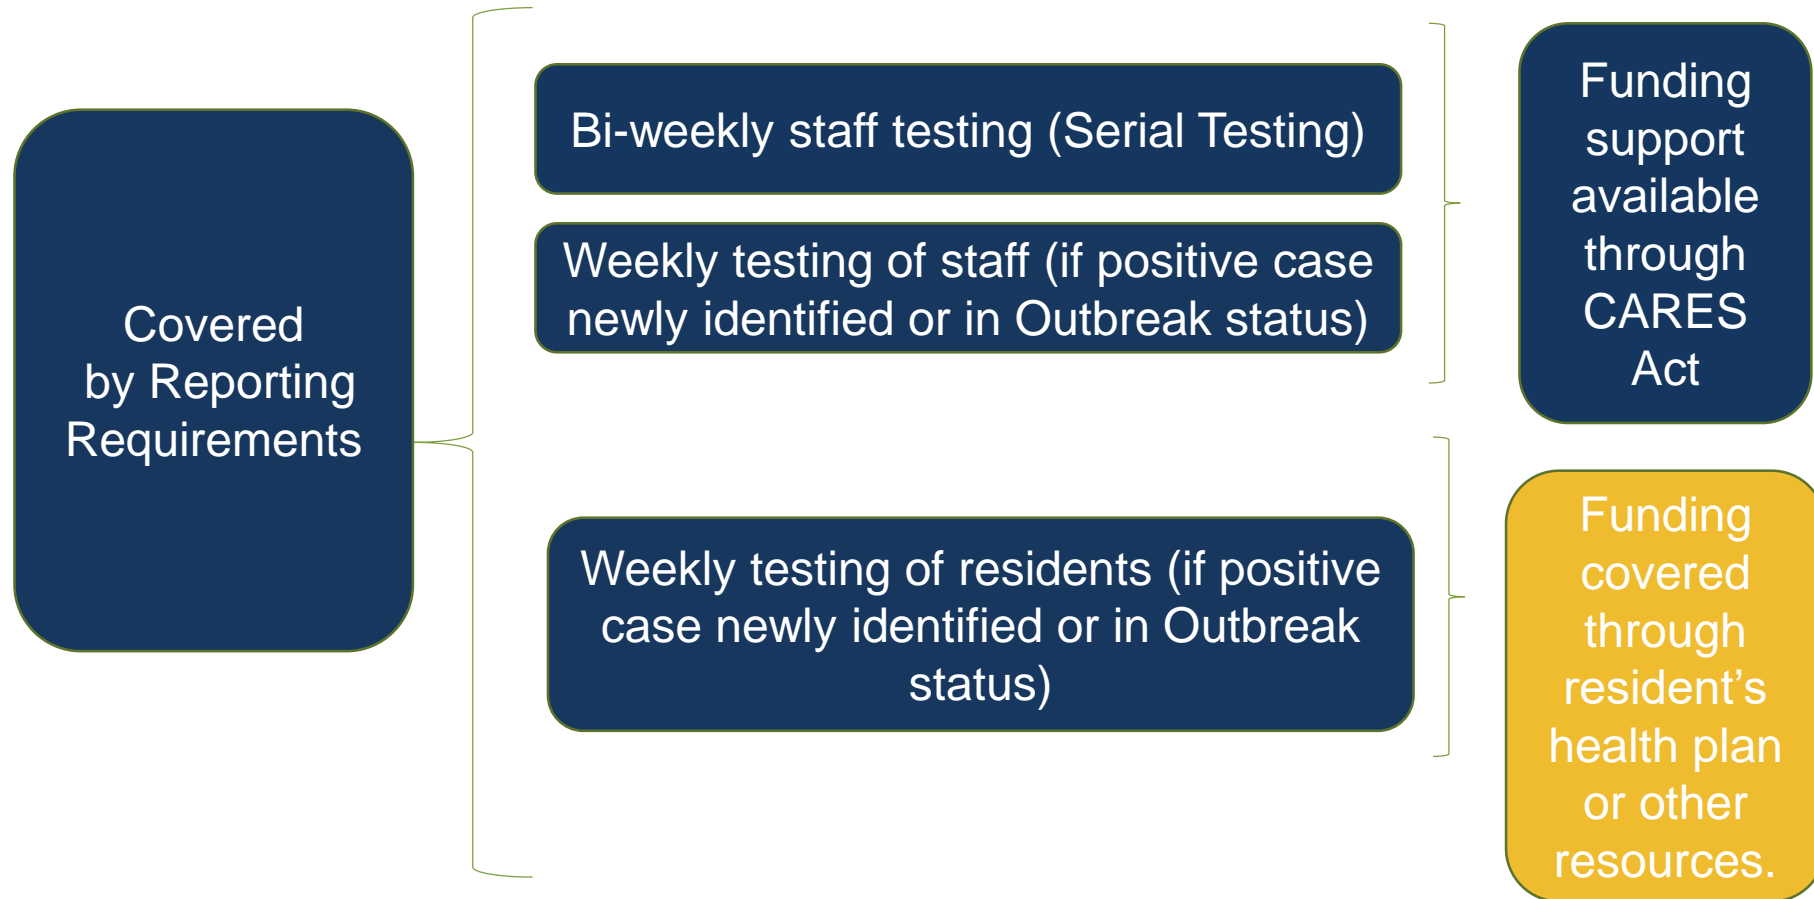 Covered
by Reporting
Requirements
Bi-weekly staff testing (Serial Testing)
Weekly testing of staff (if positive case
newly identified or in Outbreak status)
Weekly testing of residents (if positive
case newly identified or in Outbreak
status)
Funding
support
available
through
CARES
Act
Funding
covered
through
resident’s
health plan
or other
resources.